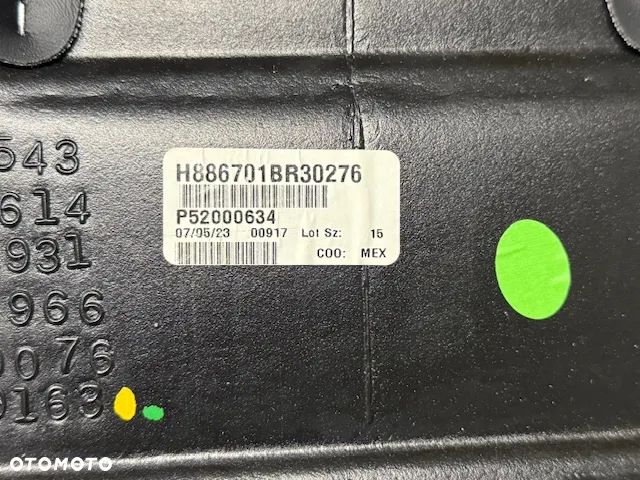 543
614
931
966
0076
0163
H886701BR30276
P52000634
07/05/23 00917 Lot Sz: 15
COO: MEX
OTOMOTO